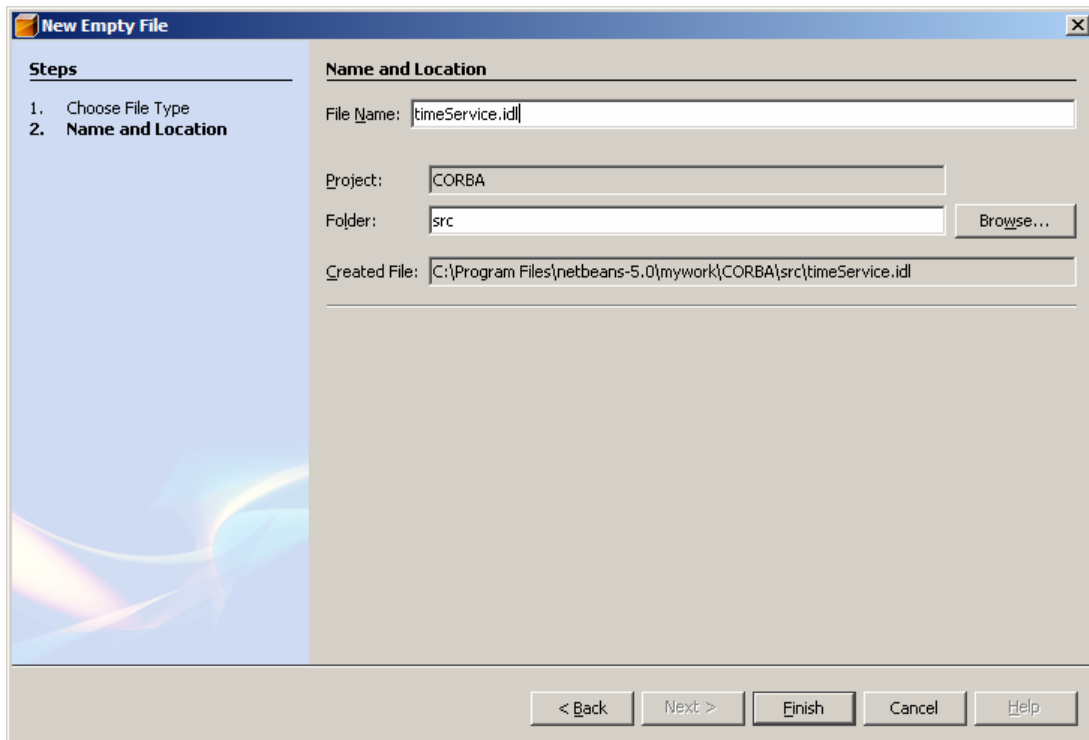 New Empty File
Steps
1. Choose File Type
2. Name and Location
Name and Location
File Name: timeService.idl
Project: CORBA
Folder: src Browse...
Created File: C:\Program Files\netbeans-5.0\mywork\CORBA\src\timeService.idl
< Back Next > Finish Cancel Help